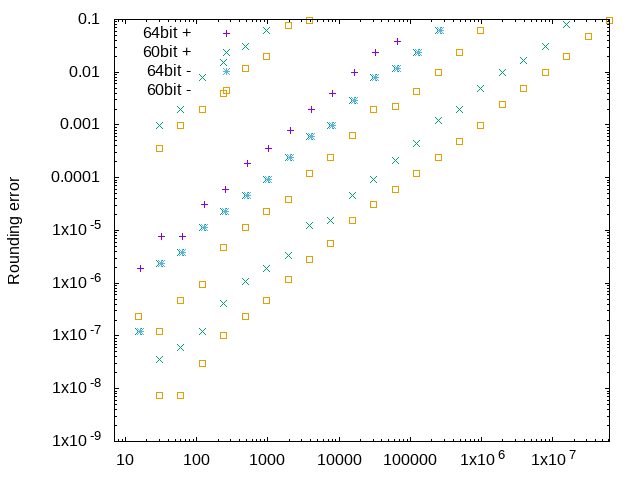 0.1
64bit +
60bit +
64bit -
60bit -
0.01
0.001
0.0001
1x10^-5
1x10^-6
1x10^-7
1x10^-8
1x10^-9
Rounding error
10 100 1000 10000 100000 1x10^6 1x10^7